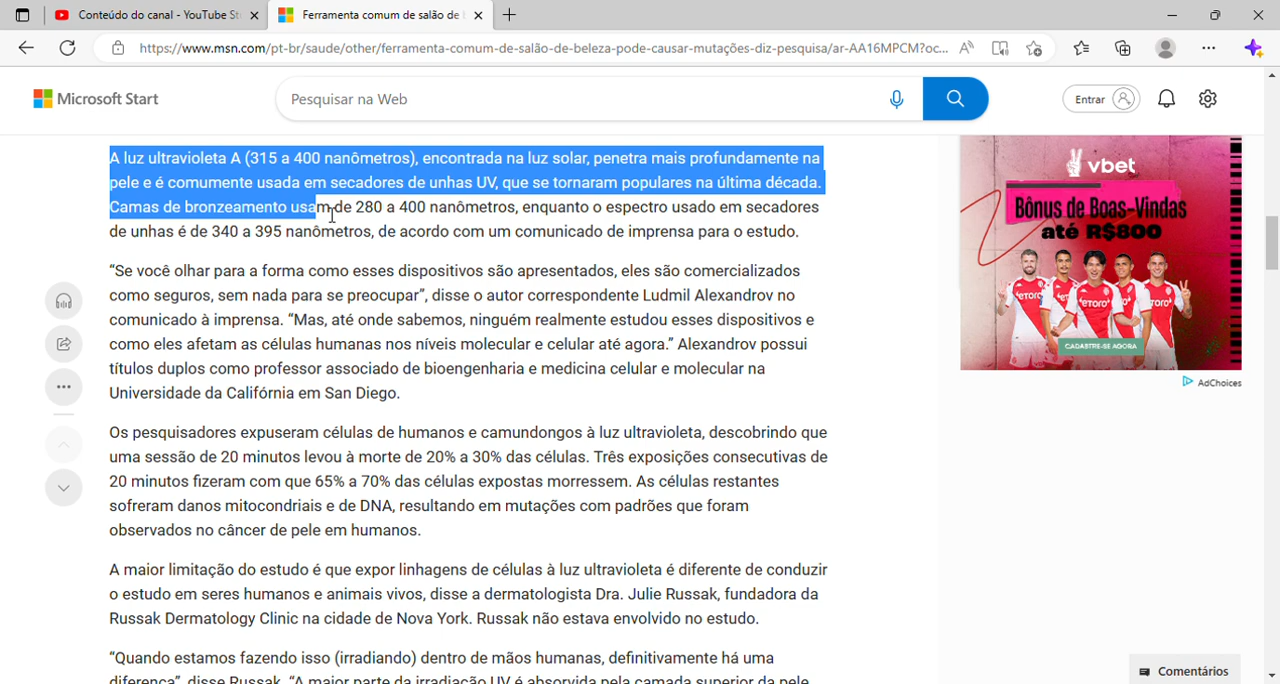 Conteúdo do canal - YouTube St
Ferramenta comum de salão de b
https://www.msn.com/pt-br/saude/other/ferramenta-comum-de-salão-de-beleza-pode-causar-mutações-diz-pesquisa/ar-AA16MPCM?oc...
Microsoft Start
Pesquisar na Web
Entrar
A luz ultravioleta A (315 a 400 nanômetros), encontrada na luz solar, penetra mais profundamente na
pele e é comumente usada em secadores de unhas UV, que se tornaram populares na última década.
Camas de bronzeamento usam de 280 a 400 nanômetros, enquanto o espectro usado em secadores
de unhas é de 340 a 395 nanômetros, de acordo com um comunicado de imprensa para o estudo.
“Se você olhar para a forma como esses dispositivos são apresentados, eles são comercializados
como seguros, sem nada para se preocupar”, disse o autor correspondente Ludmil Alexandrov no
comunicado à imprensa. “Mas, até onde sabemos, ninguém realmente estudou esses dispositivos e
como eles afetam as células humanas nos níveis molecular e celular até agora.” Alexandrov possui
títulos duplos como professor associado de bioengenharia e medicina celular e molecular na
Universidade da Califórnia em San Diego.
Os pesquisadores expuseram células de humanos e camundongos à luz ultravioleta, descobrindo que
uma sessão de 20 minutos levou à morte de 20% a 30% das células. Três exposições consecutivas de
20 minutos fizeram com que 65% a 70% das células expostas morressem. As células restantes
sofreram danos mitocondriais e de DNA, resultando em mutações com padrões que foram
observados no câncer de pele em humanos.
A maior limitação do estudo é que expor linhagens de células à luz ultravioleta é diferente de conduzir
o estudo em seres humanos e animais vivos, disse a dermatologista Dra. Julie Russak, fundadora da
Russak Dermatology Clinic na cidade de Nova York. Russak não estava envolvido no estudo.
“Quando estamos fazendo isso (irradiando) dentro de mãos humanas, definitivamente há uma
diferença”, disse Russak. “A maior parte da irradiação UV é absorvida pela camada superior da pele.
vbet
Bônus de Boas-Vindas
até R$800
CADASTRE-SE AGORA
AdChoices
Comentários